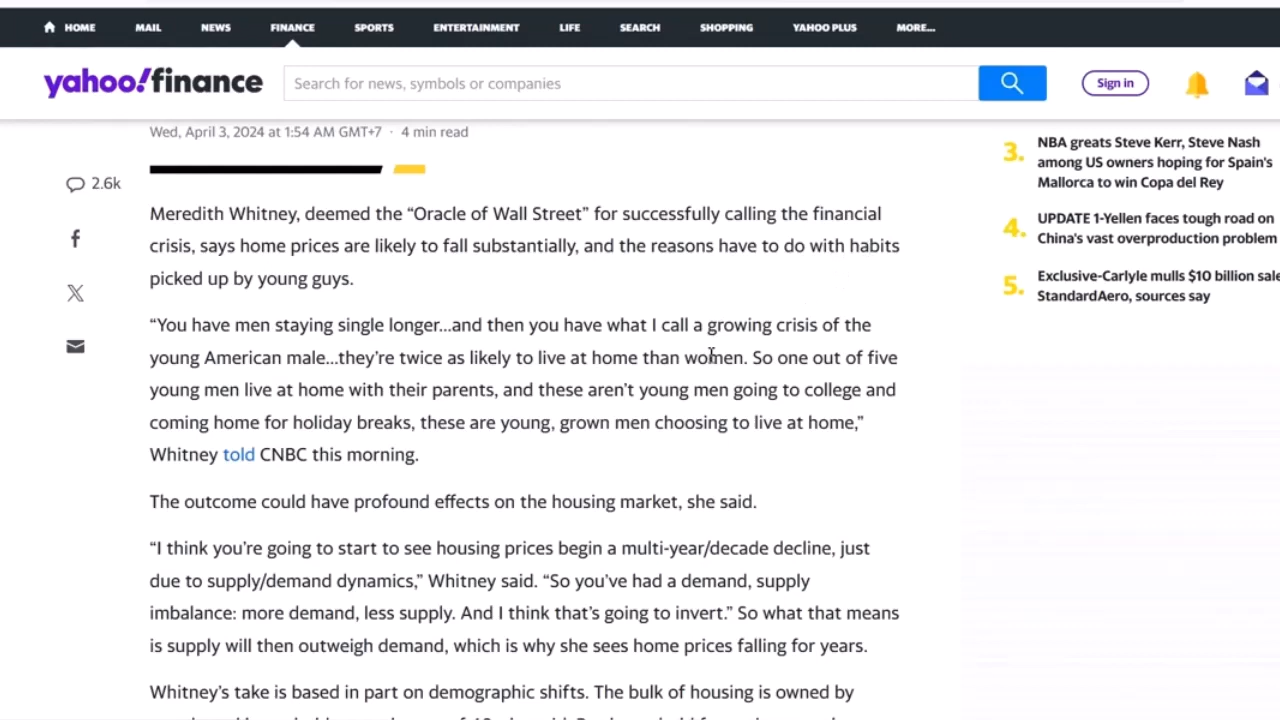 HOME MAIL NEWS FINANCE SPORTS ENTERTAINMENT LIFE SEARCH SHOPPING YAHOO PLUS MORE...
yahoo!finance Search for news, symbols or companies Sign in
Wed, April 3, 2024 at 1:54 AM GMT+7 · 4 min read
2.6k
Meredith Whitney, deemed the “Oracle of Wall Street” for successfully calling the financial
crisis, says home prices are likely to fall substantially, and the reasons have to do with habits
picked up by young guys.
“You have men staying single longer...and then you have what I call a growing crisis of the
young American male...they’re twice as likely to live at home than women. So one out of five
young men live at home with their parents, and these aren’t young men going to college and
coming home for holiday breaks, these are young, grown men choosing to live at home,”
Whitney told CNBC this morning.
The outcome could have profound effects on the housing market, she said.
“I think you’re going to start to see housing prices begin a multi-year/decade decline, just
due to supply/demand dynamics,” Whitney said. “So you’ve had a demand, supply
imbalance: more demand, less supply. And I think that’s going to invert.” So what that means
is supply will then outweigh demand, which is why she sees home prices falling for years.
Whitney’s take is based in part on demographic shifts. The bulk of housing is owned by
3. NBA greats Steve Kerr, Steve Nash
among US owners hoping for Spain's
Mallorca to win Copa del Rey
4. UPDATE 1-Yellen faces tough road on
China's vast overproduction problem
5. Exclusive-Carlyle mulls $10 billion sale
StandardAero, sources say